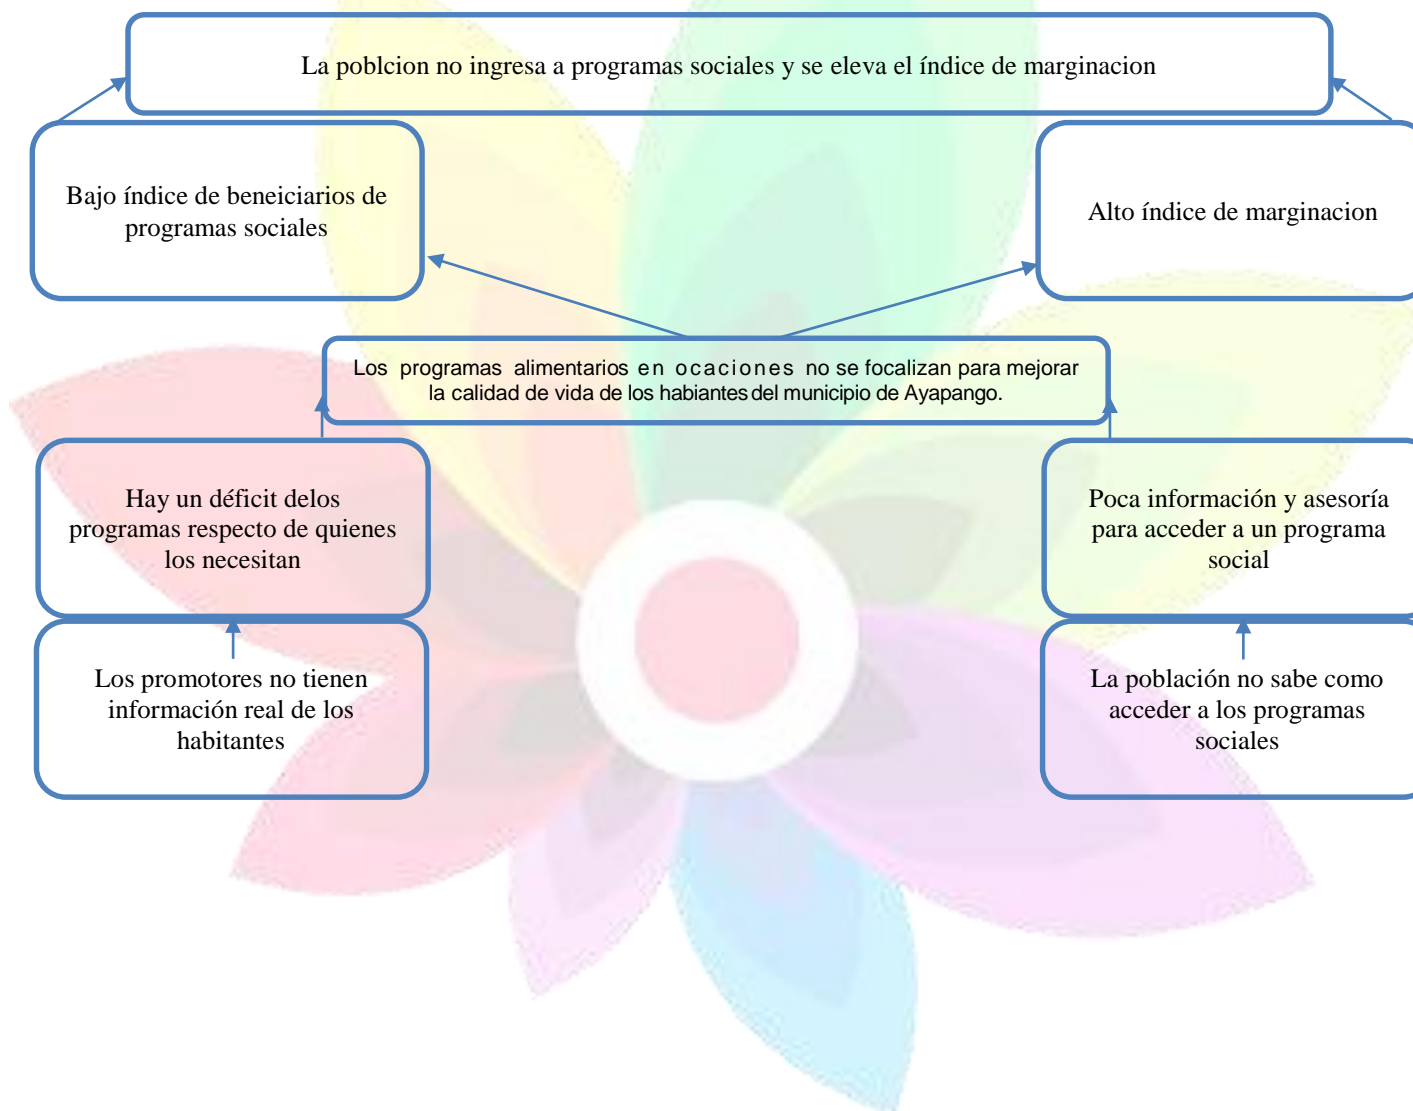 La poblcion no ingresa a programas sociales y se eleva el índice de marginacion
Bajo índice de beneiciarios de
programas sociales
Alto índice de marginacion
Los programas alimentarios en ocaciones no se focalizan para mejorar
la calidad de vida de los habiantes del municipio de Ayapango.
Hay un déficit delos
programas respecto de quienes
los necesitan
Poca información y asesoría
para acceder a un programa
social
Los promotores no tienen
información real de los
habitantes
La población no sabe como
acceder a los programas
sociales